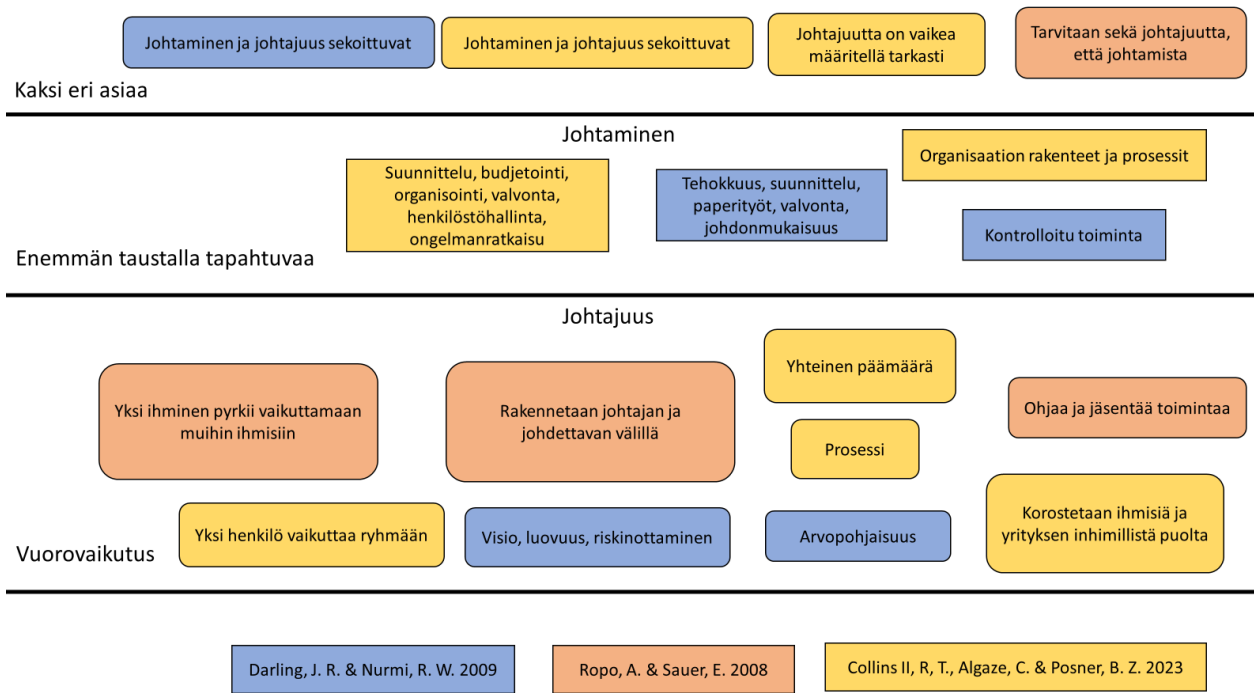 Johtaminen ja johtajuus sekoittuvat
Johtaminen ja johtajuus sekoittuvat
Johtajuutta on vaikea
määritellä tarkasti
Tarvitaan sekä johtajuutta,
että johtamista
Kaksi eri asiaa
Johtaminen
Suunnittelu, budjetointi,
organisointi, valvonta,
henkilöstöhallinta,
ongelmanratkaisu
Tehokkuus, suunnittelu,
paperityöt, valvonta,
johdonmukaisuus
Organisaation rakenteet ja prosessit
Kontrolloitu toiminta
Enemmän taustalla tapahtuvaa
Johtajuus
Yksi ihminen pyrkii vaikuttamaan
muihin ihmisiin
Rakennetaan johtajan ja
johdettavan välillä
Yhteinen päämäärä
Prosessi
Ohjaa ja jäsentää toimintaa
Yksi henkilö vaikuttaa ryhmään
Visio, luovuus, riskinottaminen
Arvopohjaisuus
Korostetaan ihmisiä ja
yrityksen inhimillistä puolta
Vuorovaikutus
Darling, J. R. & Nurmi, R. W. 2009
Ropo, A. & Sauer, E. 2008
Collins II, R, T., Algaze, C. & Posner, B. Z. 2023